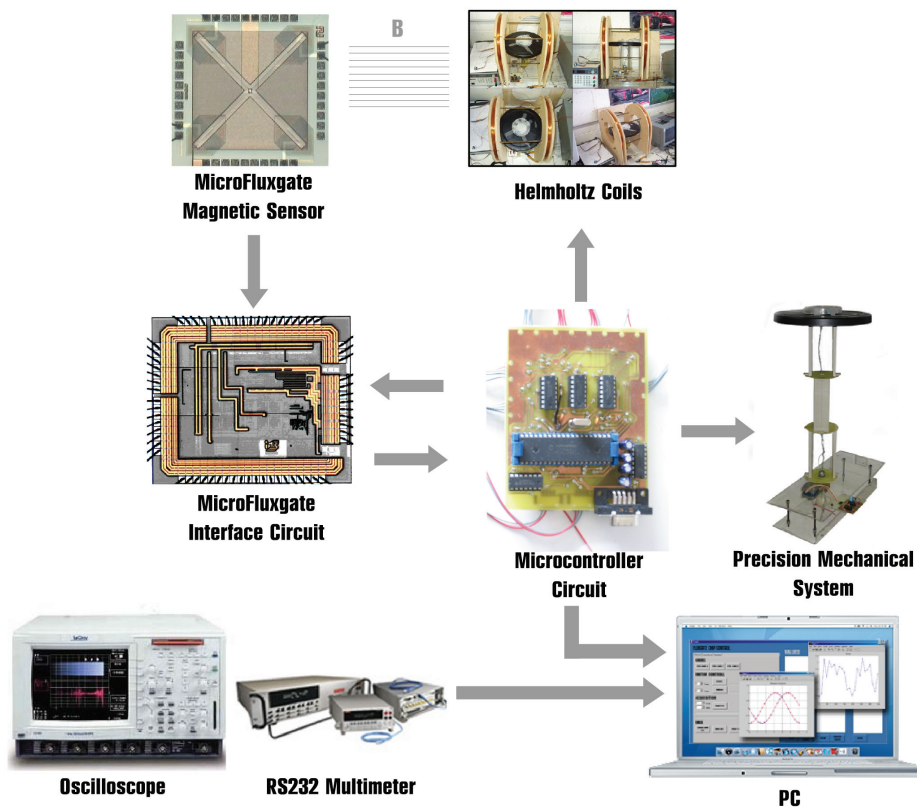 B
MicroFluxgate
Magnetic Sensor
Helmholtz Coils
MicroFluxgate
Interface Circuit
Microcontroller
Circuit
Precision Mechanical
System
Oscilloscope
RS232 Multimeter
PC